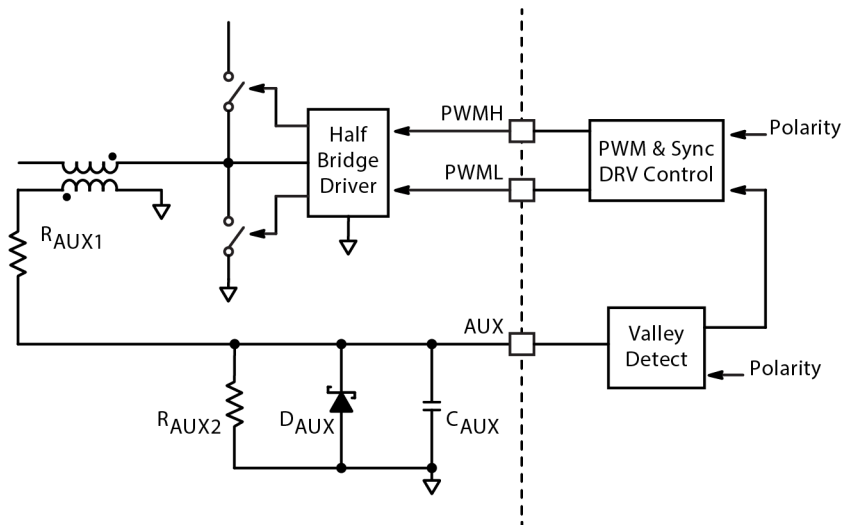 PWMH
Half
Bridge
Driver
PWML
PWM & Sync
DRV Control
Polarity
RAUX1
AUX
Valley
Detect
Polarity
RAUX2
DAUX
CAUX